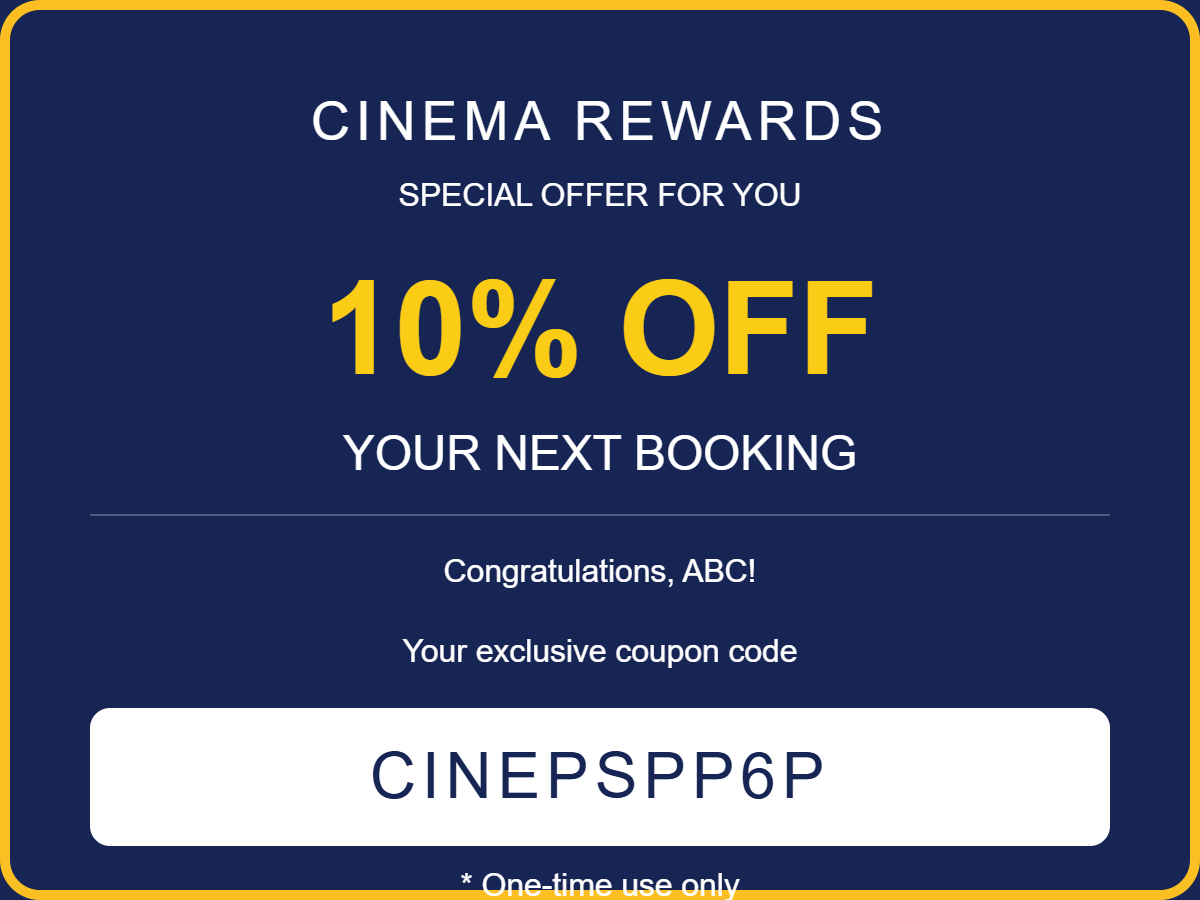 CINEMA REWARDS
SPECIAL OFFER FOR YOU
10% OFF
YOUR NEXT BOOKING
Congratulations, ABC!
Your exclusive coupon code
CINEPSPP6P
* One-time use only